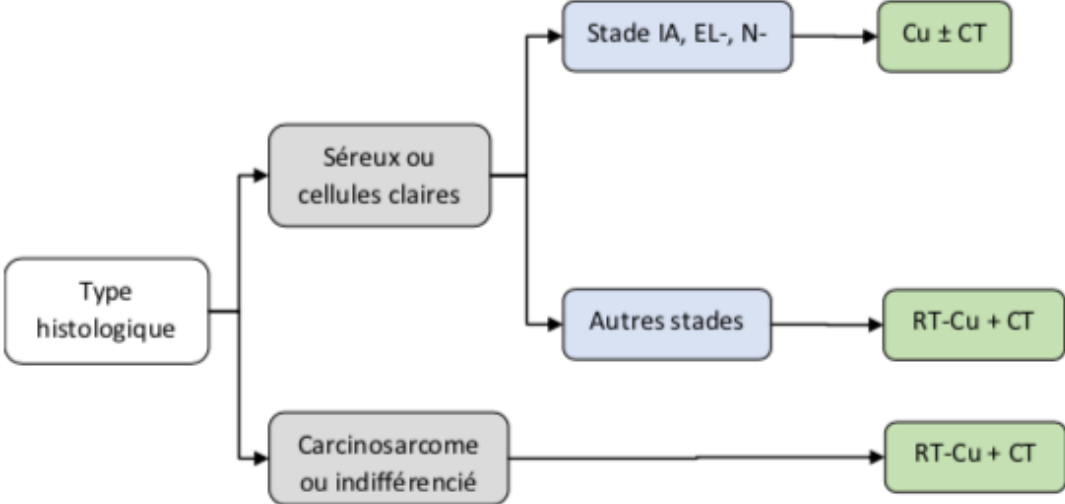 Stade IA, EL-, N-
Cu ± CT
Séreux ou
cellules claires
Type
histologique
Autres stades
RT-Cu + CT
Carcinosarcome
ou indifférencié
RT-Cu + CT